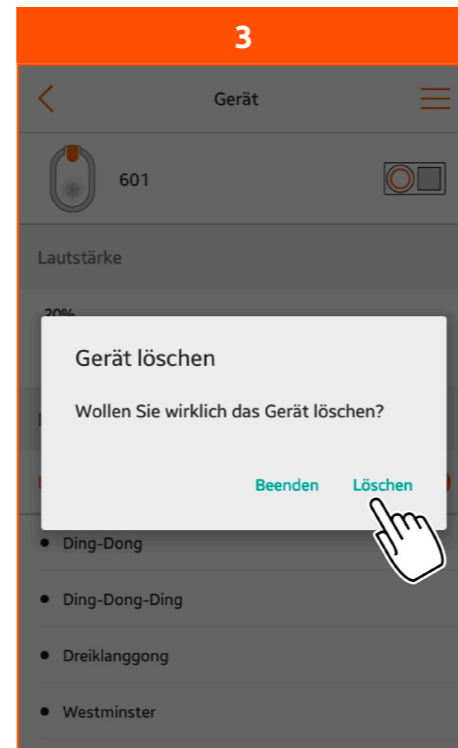 3
Gerät
601
Lautstärke
20%
Gerät löschen
Wollen Sie wirklich das Gerät löschen?
Beenden Löschen
Ding-Dong
Ding-Dong-Ding
Dreiklanggong
Westminster